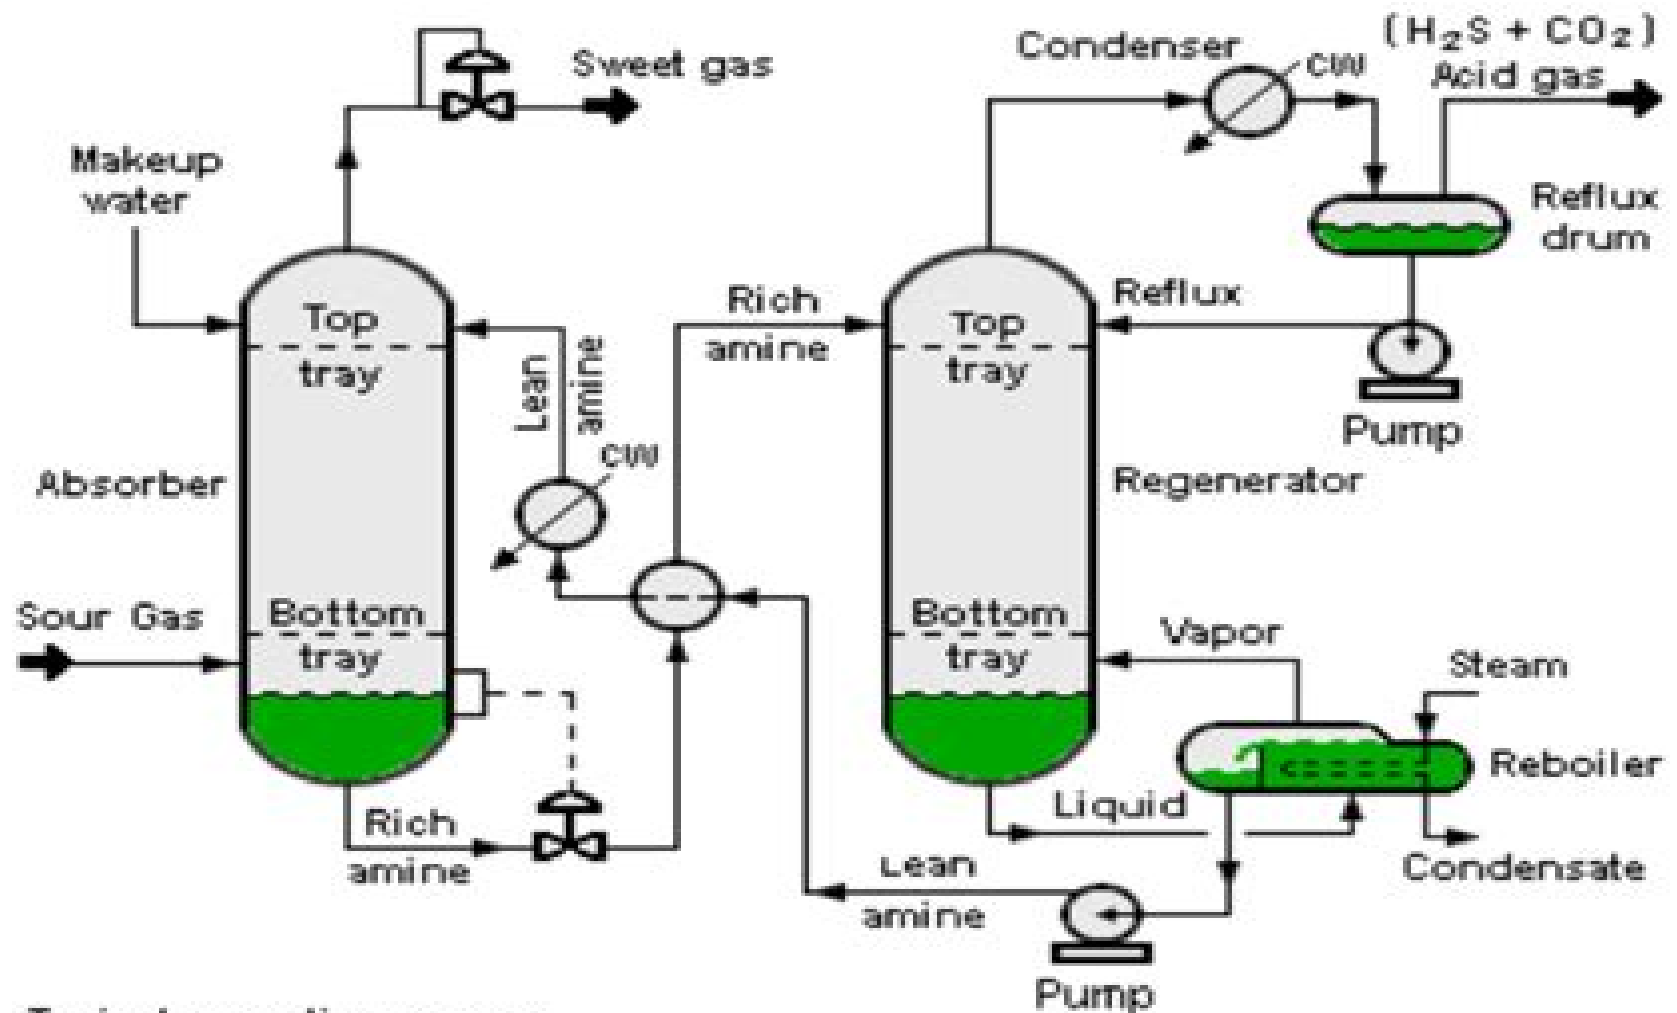 Sweet gas
Condenser
CW
(H₂S + CO₂)
Acid gas
Makeup
water
Reflux
drum
Top
tray
Lean
amine
Rich
amine
Top
tray
Reflux
Pump
Absorber
CW
Regenerator
Sour Gas
Bottom
tray
Bottom
tray
Vapor
Steam
Reboiler
Rich
amine
Liquid
Condensate
Lean
amine
Pump